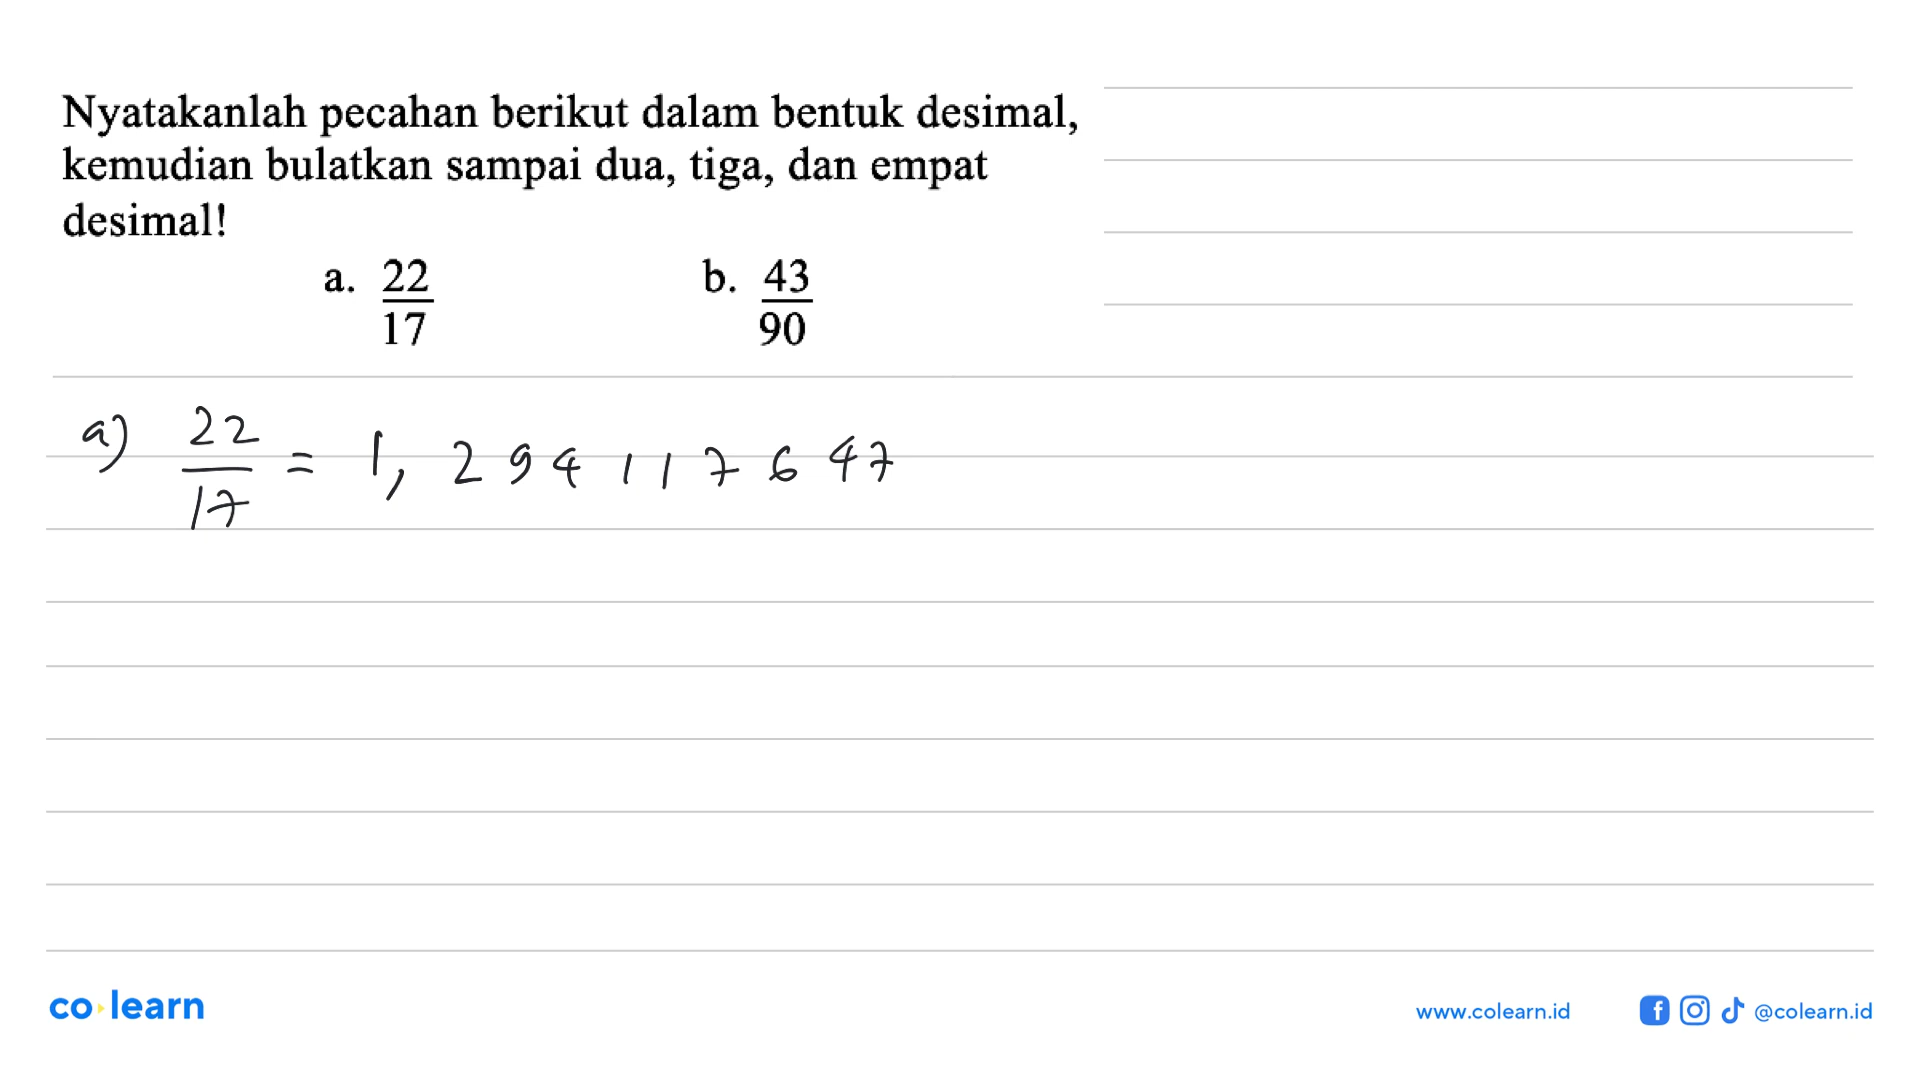 Nyatakanlah pecahan berikut dalam bentuk desimal,
kemudian bulatkan sampai dua, tiga, dan empat
desimal!
a. 22/17 b. 43/90
a) 22/17 = 1,294117647
co learn
www.colearn.id @colearn.id